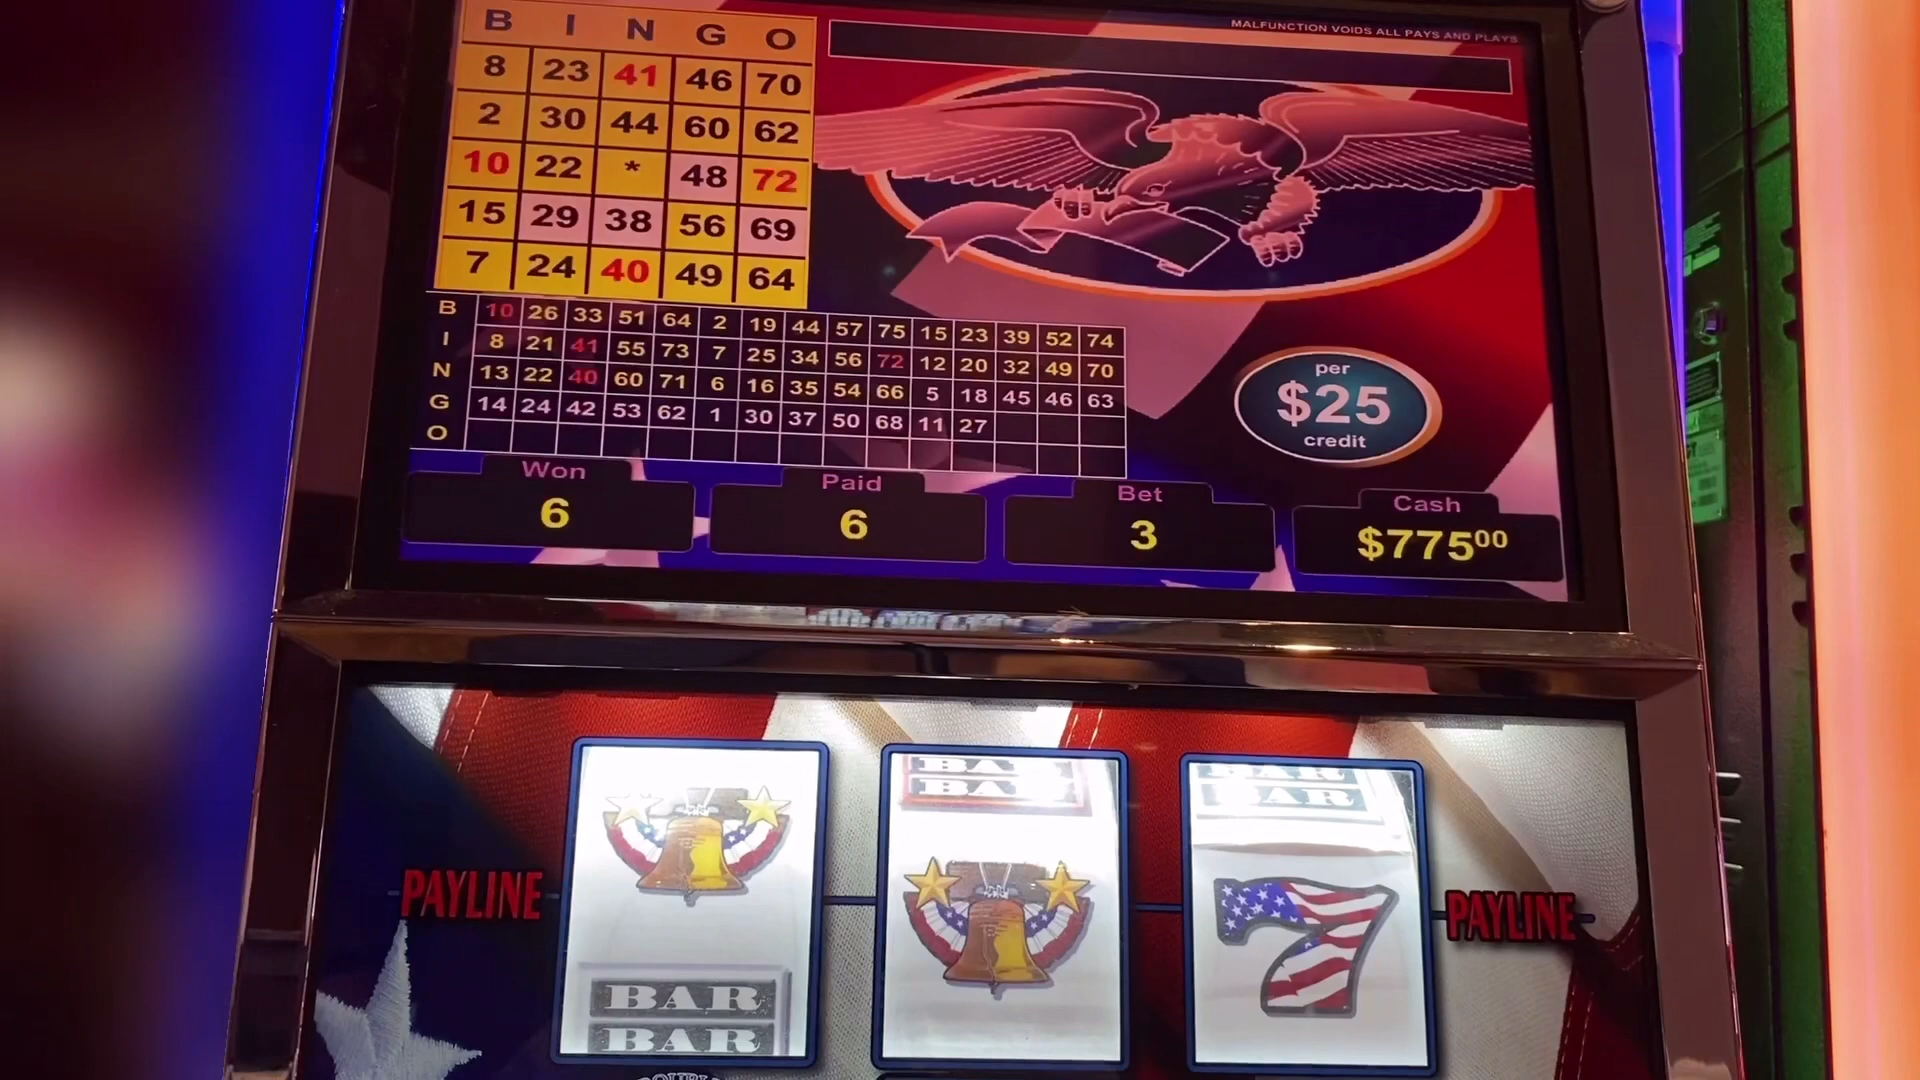 MALFUNCTION VOIDS ALL PAYS AND PLAYS
B I N G O
8 23 41 46 70
2 30 44 60 62
10 22 * 48 72
15 29 38 56 69
7 24 40 49 64
B 10 26 33 51 64 2 19 44 57 75 15 23 39 52 74
I 8 21 41 55 73 7 25 34 56 72 12 20 32 49 70
N 13 22 40 60 71 6 16 35 54 66 5 18 45 46 63
G 14 24 42 53 62 1 30 37 50 68 11 27
O
per
$25
credit
Won Paid Bet Cash
6 6 3 $77500
BAR BAR
BAR BAR
PAYLINE PAYLINE
BAR
BAR